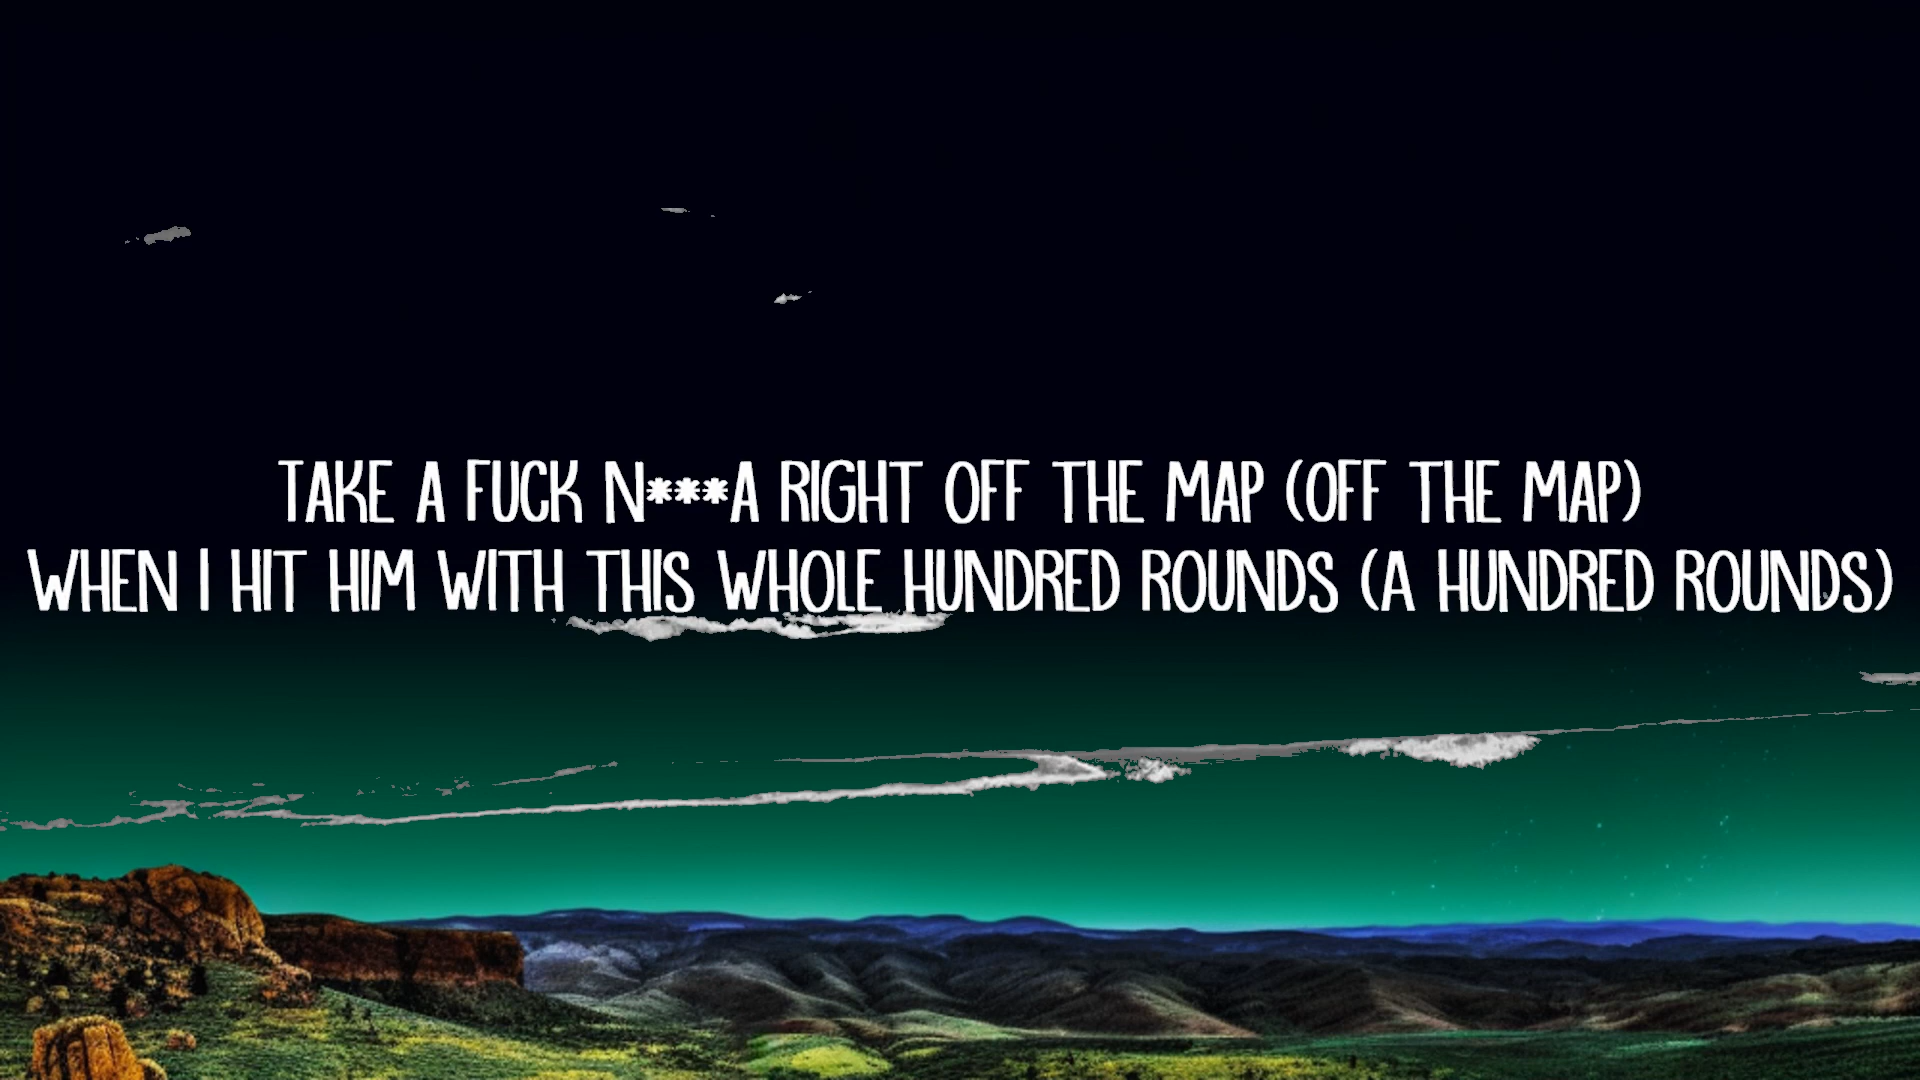 TAKE A FUCK N***A RIGHT OFF THE MAP (OFF THE MAP)
WHEN I HIT HIM WITH THIS WHOLE HUNDRED ROUNDS (A HUNDRED ROUNDS)